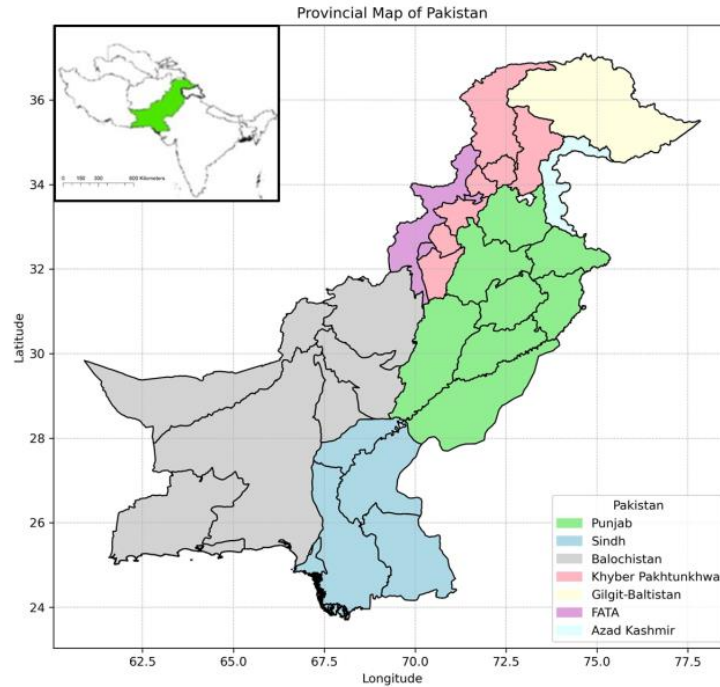 Provincial Map of Pakistan
36
34
32
30
28
26
24
Latitude
62.5
65.0
67.5
70.0
72.5
75.0
77.5
Longitude
Pakistan
Punjab
Sindh
Balochistan
Khyber Pakhtunkhwa
Gilgit-Baltistan
FATA
Azad Kashmir